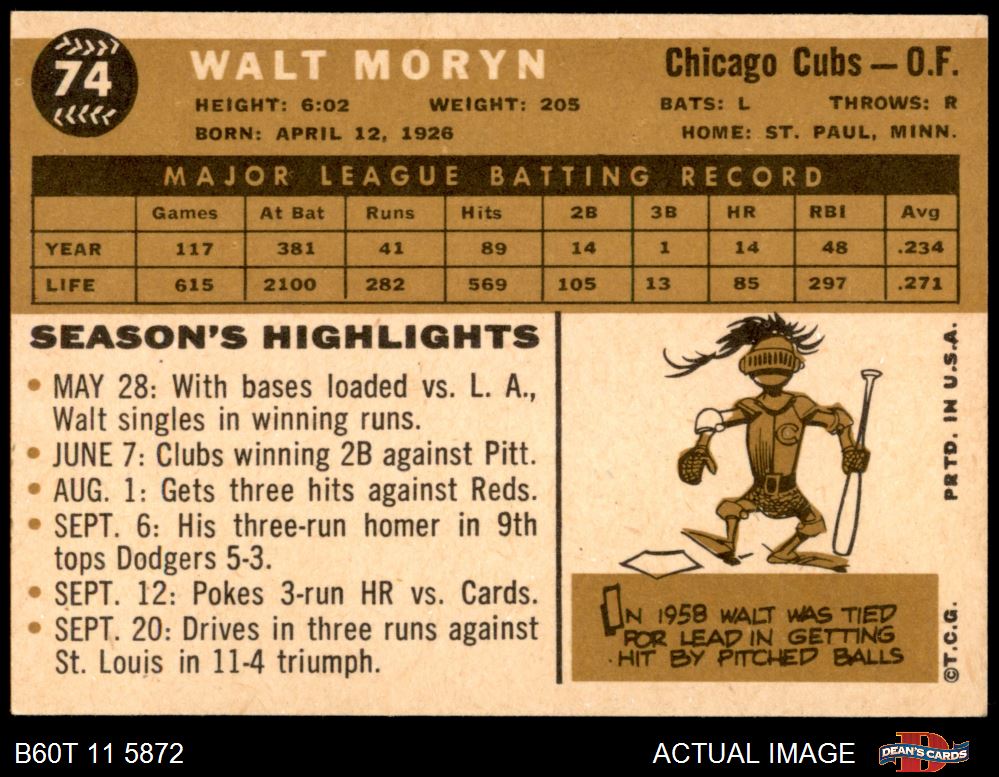 74
WALT MORYN
Chicago Cubs — O.F.
HEIGHT: 6:02 WEIGHT: 205 BATS: L THROWS: R
BORN: APRIL 12, 1926 HOME: ST. PAUL, MINN.
MAJOR LEAGUE BATTING RECORD
Games At Bat Runs Hits 2B 3B HR RBI Avg
YEAR 117 381 41 89 14 1 14 48 .234
LIFE 615 2100 282 569 105 13 85 297 .271
SEASON'S HIGHLIGHTS
• MAY 28: With bases loaded vs. L. A.,
Walt singles in winning runs.
• JUNE 7: Clubs winning 2B against Pitt.
• AUG. 1: Gets three hits against Reds.
• SEPT. 6: His three-run homer in 9th
tops Dodgers 5-3.
• SEPT. 12: Pokes 3-run HR vs. Cards.
• SEPT. 20: Drives in three runs against
St. Louis in 11-4 triumph.
C
IN 1958 WALT WAS TIED
FOR LEAD IN GETTING
HIT BY PITCHED BALLS
©T.C.G. PRTD. IN U.S.A.
B60T 11 5872
ACTUAL IMAGE
D
DEAN'S CARDS